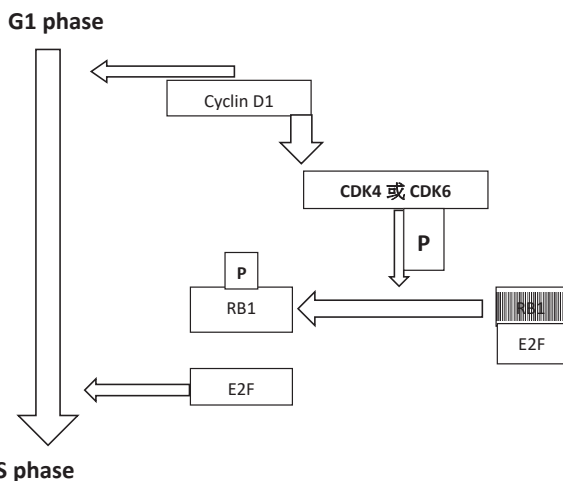 G1 phase
Cyclin D1
CDK4 或 CDK6
P
P
RB1
RB1
E2F
E2F
S phase